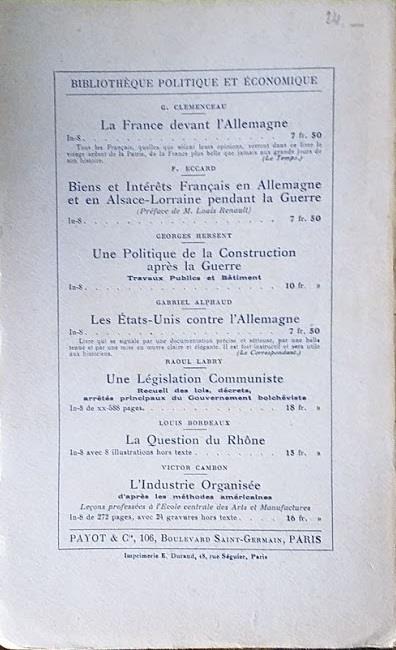 24.—
BIBLIOTHÈQUE POLITIQUE ET ÉCONOMIQUE
G. CLEMENCEAU
La France devant l'Allemagne
In-8 . . . . . . . . . . . . . . . . 7 fr. 50
Tous les Français, quelles que soient leurs opinions, verront dans ce livre le
visage ardent de la Patrie, de la France plus belle que jamais aux grands jours de
son histoire. (Le Temps.)
F. ECCARD
Biens et Intérêts Français en Allemagne
et en Alsace-Lorraine pendant la Guerre
(Préface de M. Louis Renault)
In-8 . . . . . . . . . . . . . . . . 7 fr. 50
GEORGES HERSENT
Une Politique de la Construction
après la Guerre
Travaux Publics et Bâtiment
In-8 . . . . . . . . . . . . . . . . 10 fr. »
GABRIEL ALPHAUD
Les États-Unis contre l'Allemagne
In-8 . . . . . . . . . . . . . . . . 7 fr. 50
Livre qui se signale par une documentation précise et sérieuse, par une belle
tenue et par une mise en œuvre claire et élégante. Il est fort instructif et sera utile
aux historiens. (Le Correspondant.)
RAOUL LABRY
Une Législation Communiste
Recueil des lois, décrets,
arrêtés principaux du Gouvernement bolchéviste
In-8 de xx-588 pages. . . . . . . . . . . 18 fr. »
LOUIS BORDEAUX
La Question du Rhône
In-8 avec 8 illustrations hors texte . . . . . . . 15 fr. »
VICTOR CAMBON
L'Industrie Organisée
d'après les méthodes américaines
Leçons professées à l'Ecole centrale des Arts et Manufactures
In-8 de 272 pages, avec 24 gravures hors texte. . . . . 16 fr. »
PAYOT & Cie, 106, BOULEVARD SAINT-GERMAIN, PARIS
Imprimerie E. Durand, 18, rue Séguier, Paris